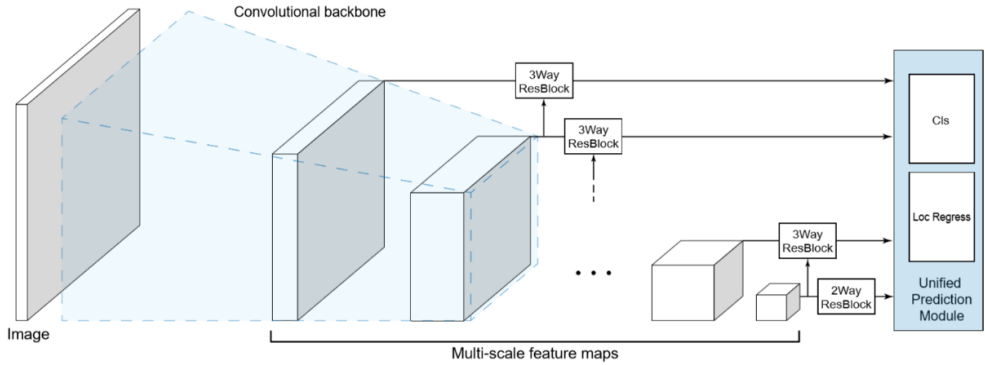 Convolutional backbone
3Way
ResBlock
3Way
ResBlock
Cls
Loc Regress
3Way
ResBlock
2Way
ResBlock
Unified
Prediction
Module
Image
Multi-scale feature maps